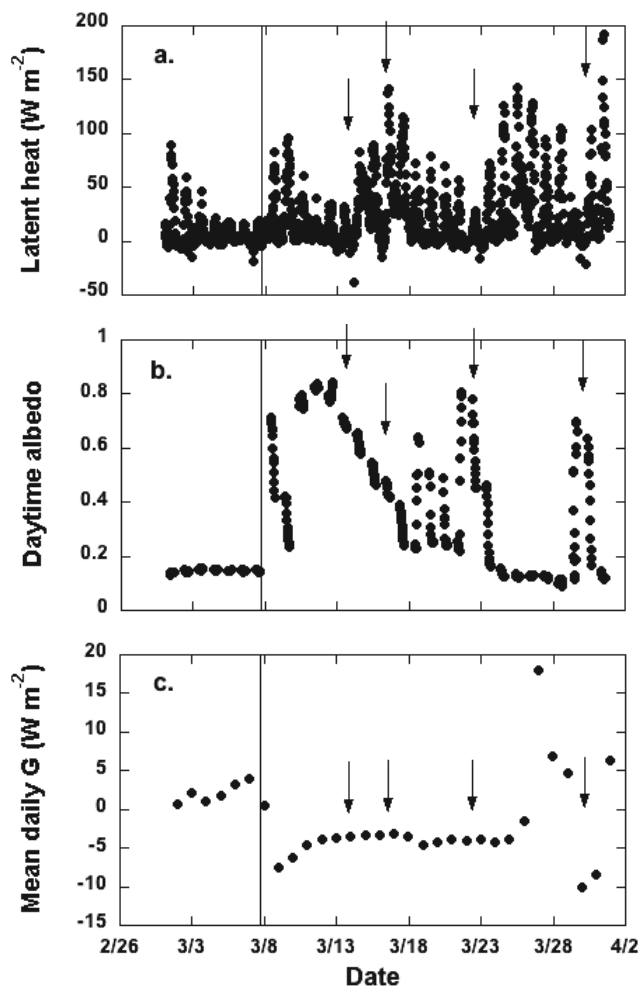 200
150
100
50
0
-50
Latent heat (W m-2)
a.
1
0.8
0.6
0.4
0.2
0
Daytime albedo
b.
20
15
10
5
0
-5
-10
-15
Mean daily G (W m-2)
c.
2/26 3/3 3/8 3/13 3/18 3/23 3/28 4/2
Date